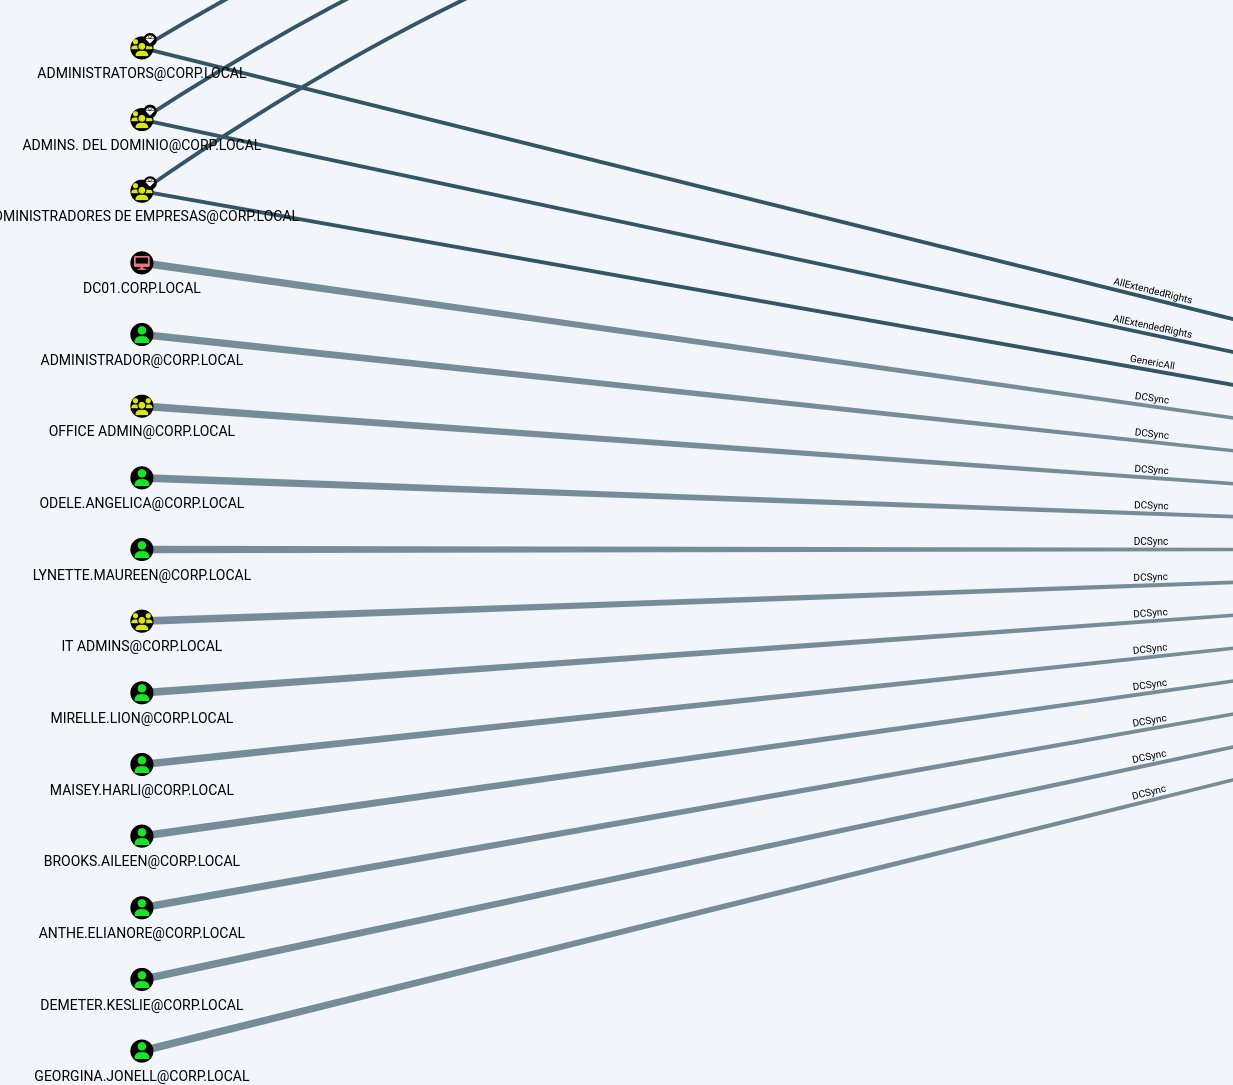 ADMINISTRATORS@CORP.LOCAL
ADMINS. DEL DOMINIO@CORP.LOCAL
DMINISTRADORES DE EMPRESAS@CORP.LOCAL
DC01.CORP.LOCAL
ADMINISTRADOR@CORP.LOCAL
OFFICE ADMIN@CORP.LOCAL
ODELE.ANGELICA@CORP.LOCAL
LYNETTE.MAUREEN@CORP.LOCAL
IT ADMINS@CORP.LOCAL
MIRELLE.LION@CORP.LOCAL
MAISEY.HARLI@CORP.LOCAL
BROOKS.AILEEN@CORP.LOCAL
ANTHE.ELIANORE@CORP.LOCAL
DEMETER.KESLIE@CORP.LOCAL
GEORGINA.JONELL@CORP.LOCAL
AllExtendedRights
AllExtendedRights
GenericAll
DCSync
DCSync
DCSync
DCSync
DCSync
DCSync
DCSync
DCSync
DCSync
DCSync
DCSync
DCSync